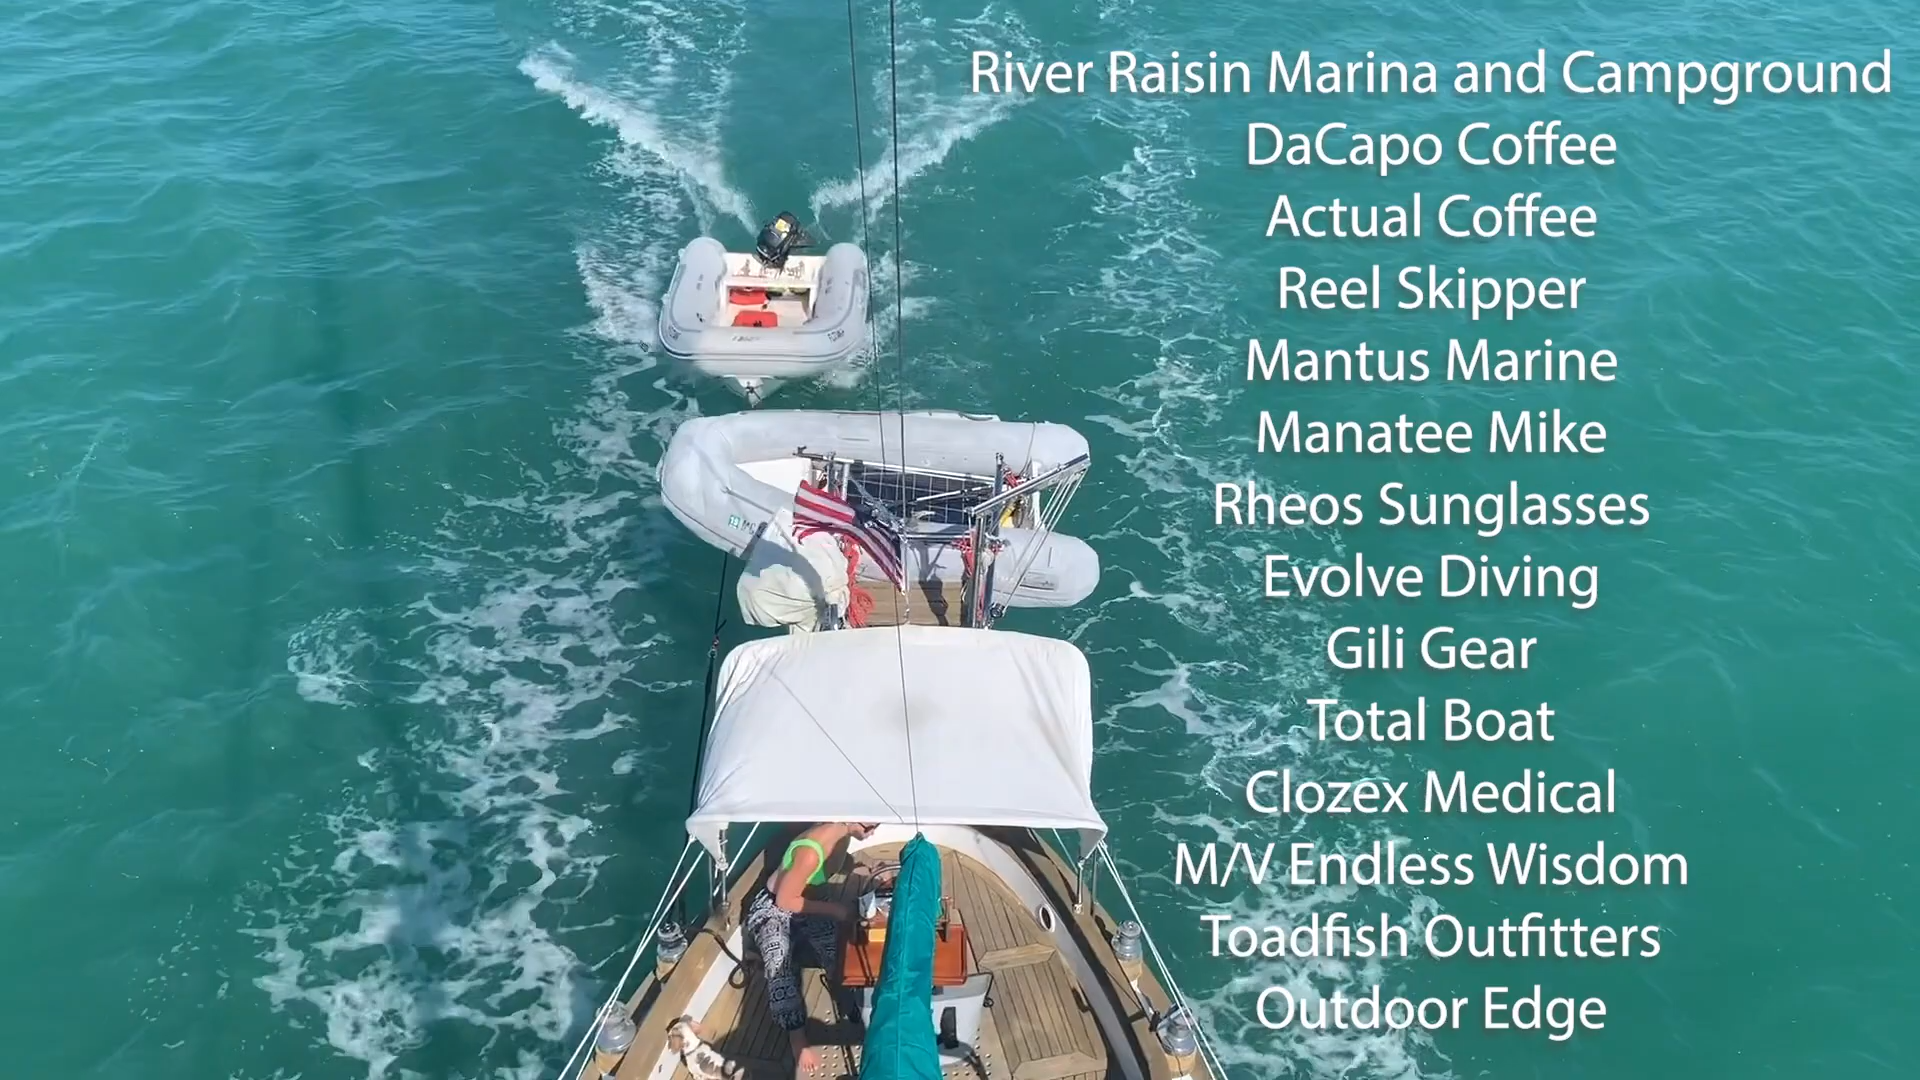 River Raisin Marina and Campground
DaCapo Coffee
Actual Coffee
Reel Skipper
Mantus Marine
Manatee Mike
Rheos Sunglasses
Evolve Diving
Gili Gear
Total Boat
Clozex Medical
M/V Endless Wisdom
Toadfish Outfitters
Outdoor Edge